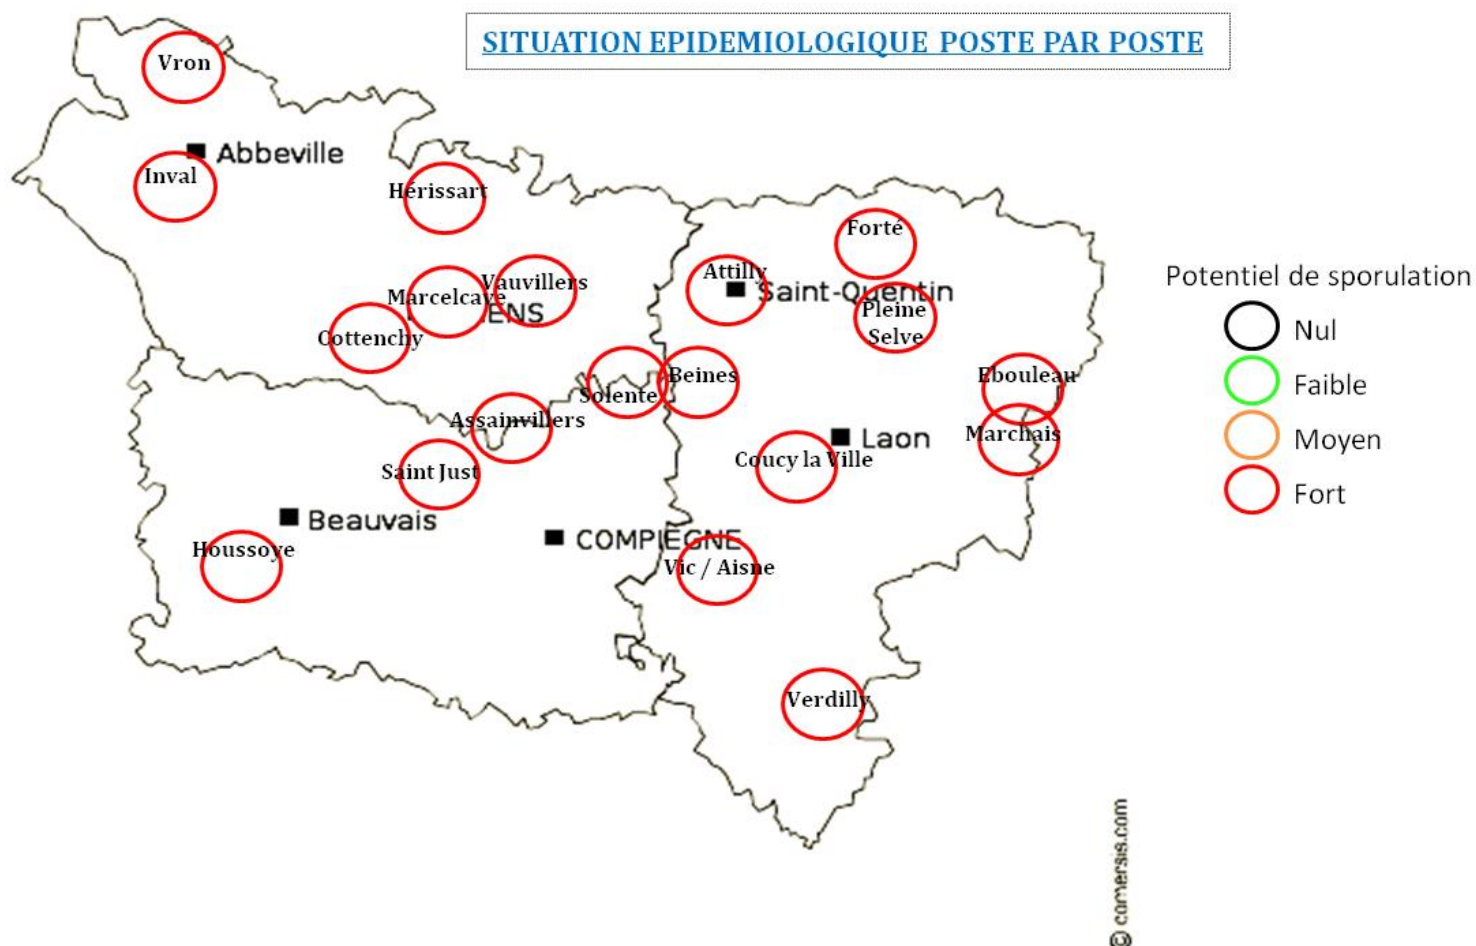 SITUATION EPIDEMIOLOGIQUE POSTE PAR POSTE
Vron
Abbeville
Inval
Hérissart
Forté
Attilly
Vauvillers
Marcelcave
Saint-Quentin
ENS
Pleine
Selve
Cottenchy
Potentiel de sporulation
Nul
Faible
Moyen
Fort
Solente
Beines
Ebouleau
Assainvillers
Marchais
Laon
Saint Just
Coucy la Ville
Beauvais
COMPIEGNE
Houssoye
Vic / Aisne
Verdilly
© comersis.com